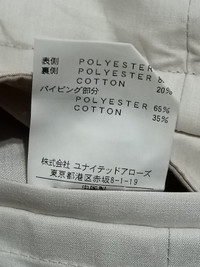 表側 POLYESTER
裏側 POLYESTER
COTTON 20%
パイピング部分
POLYESTER 65%
COTTON 35%
株式会社 ユナイテッドアローズ
東京都港区赤坂8-1-19